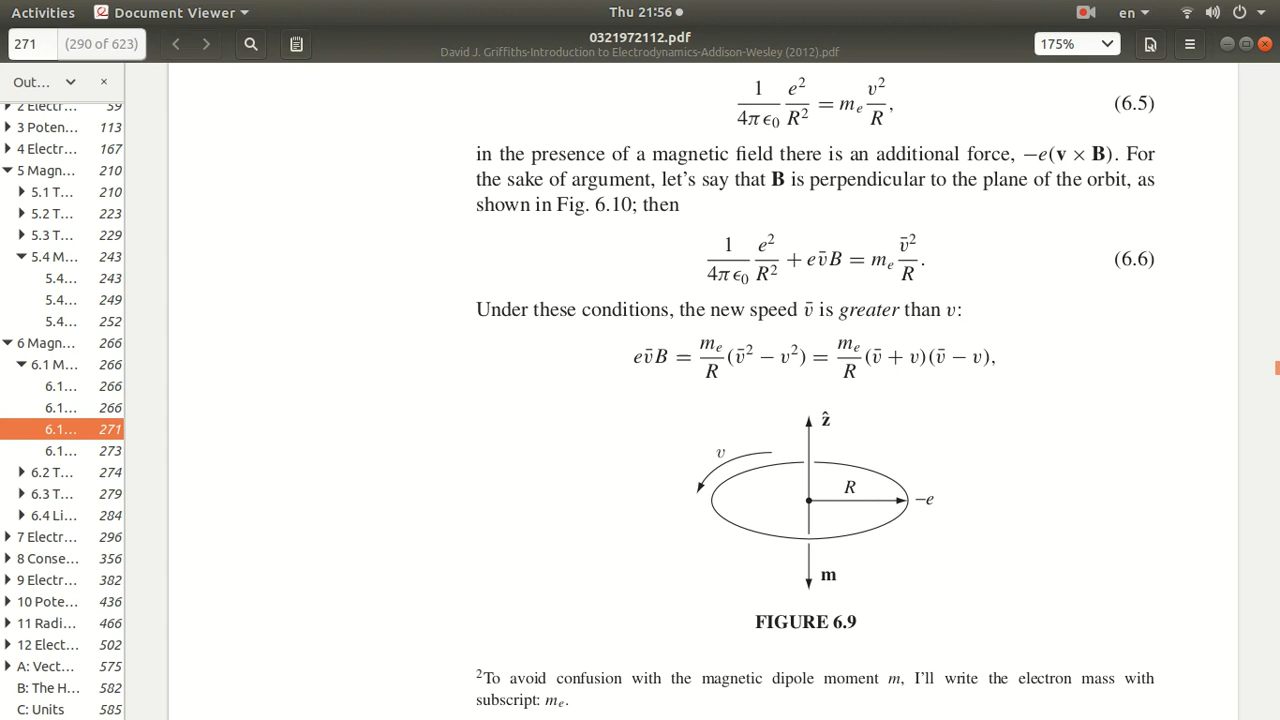 Activities Document Viewer Thu 21:56 en
271 (290 of 623) 0321972112.pdf 175%
David J. Griffiths-Introduction to Electrodynamics-Addison-Wesley (2012).pdf
Out...
2 Electr... 59
3 Poten... 113
4 Electr... 167
5 Magn... 210
5.1 T... 210
5.2 T... 223
5.3 T... 229
5.4 M... 243
5.4.... 243
5.4.... 249
5.4.... 252
6 Magn... 266
6.1 M... 266
6.1.... 266
6.1.... 266
6.1.... 271
6.1.... 273
6.2 T... 274
6.3 T... 279
6.4 Li... 284
7 Electr... 296
8 Conse... 356
9 Electr... 382
10 Pote... 436
11 Radi... 466
12 Elect... 502
A: Vect... 575
B: The H... 582
C: Units 585
1/(4πϵ₀) e²/R² = mₑ v²/R, (6.5)
in the presence of a magnetic field there is an additional force, −e(v × B). For
the sake of argument, let's say that B is perpendicular to the plane of the orbit, as
shown in Fig. 6.10; then
1/(4πϵ₀) e²/R² + ev̄B = mₑ v̄²/R. (6.6)
Under these conditions, the new speed v̄ is greater than v:
ev̄B = mₑ/R (v̄² − v²) = mₑ/R (v̄ + v)(v̄ − v),
ẑ
v
R
−e
m
FIGURE 6.9
²To avoid confusion with the magnetic dipole moment m, I'll write the electron mass with
subscript: mₑ.